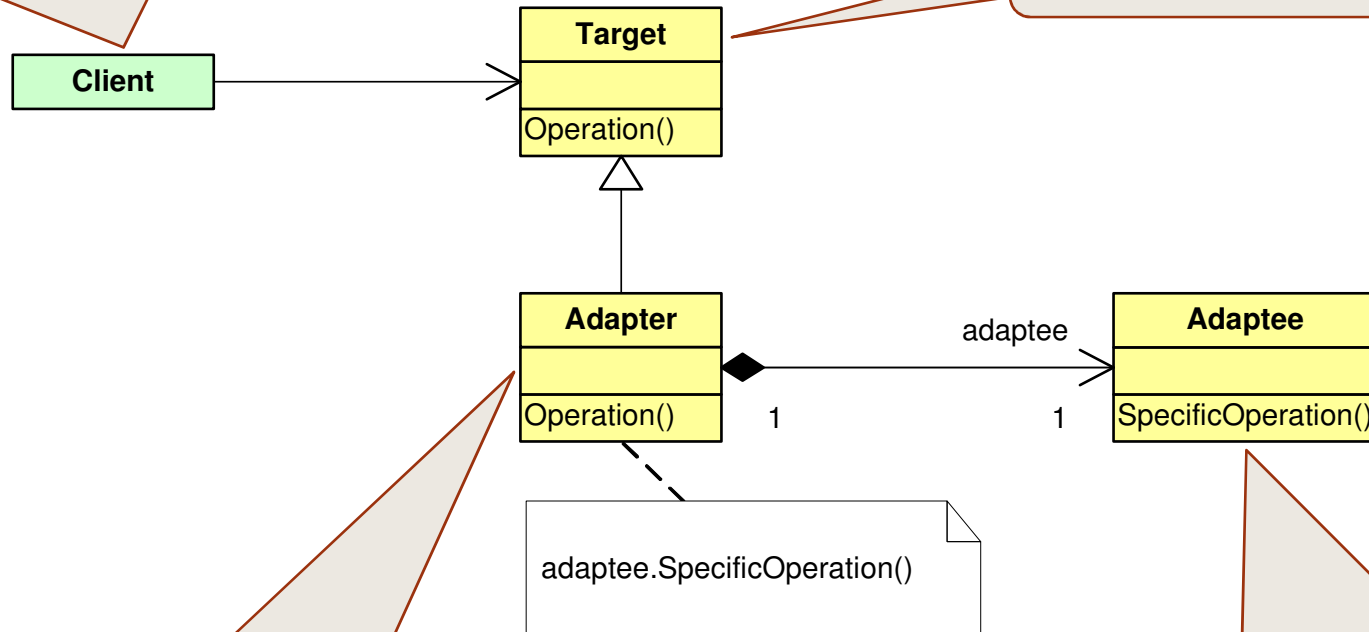 Target
Client
Operation()
Adapter
Adaptee
adaptee
Operation()
1
1
SpecificOperation()
adaptee.SpecificOperation()